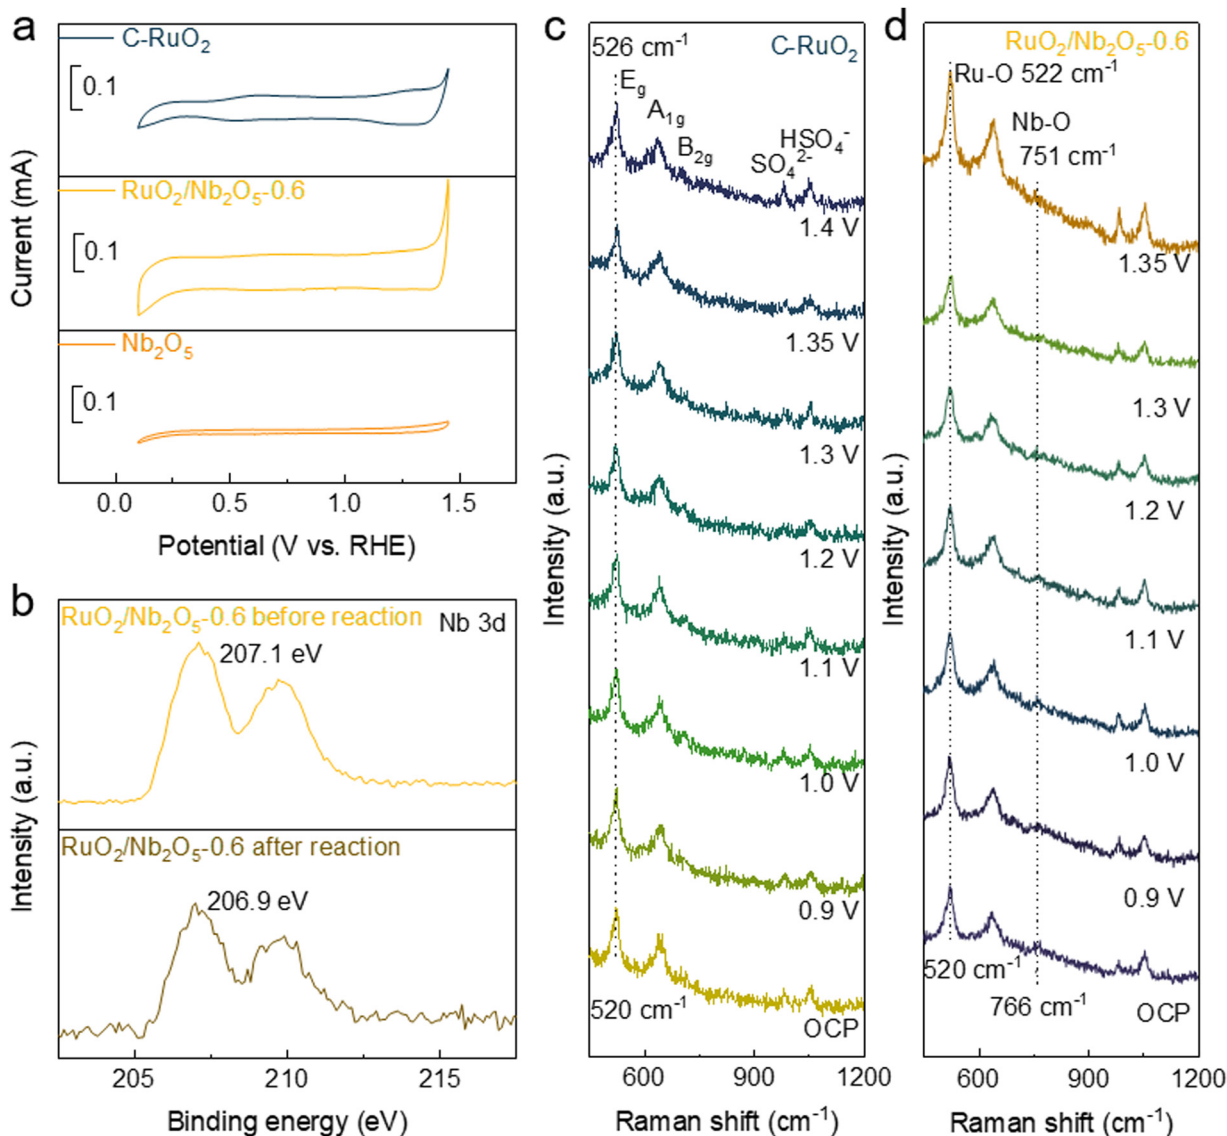 a
C-RuO₂
0.1
RuO₂/Nb₂O₅-0.6
0.1
Nb₂O₅
0.1
Current (mA)
0.0 0.5 1.0 1.5
Potential (V vs. RHE)
b
RuO₂/Nb₂O₅-0.6 before reaction
Nb 3d
207.1 eV
RuO₂/Nb₂O₅-0.6 after reaction
206.9 eV
Intensity (a.u.)
205 210 215
Binding energy (eV)
c
526 cm⁻¹
C-RuO₂
E_g
A₁g
B₂g
HSO₄⁻
SO₄²⁻
1.4 V
1.35 V
1.3 V
1.2 V
1.1 V
1.0 V
0.9 V
520 cm⁻¹
OCP
Intensity (a.u.)
600 900 1200
Raman shift (cm⁻¹)
d
RuO₂/Nb₂O₅-0.6
Ru-O 522 cm⁻¹
Nb-O
751 cm⁻¹
1.35 V
1.3 V
1.2 V
1.1 V
1.0 V
0.9 V
520 cm⁻¹
766 cm⁻¹
OCP
Intensity (a.u.)
600 900 1200
Raman shift (cm⁻¹)